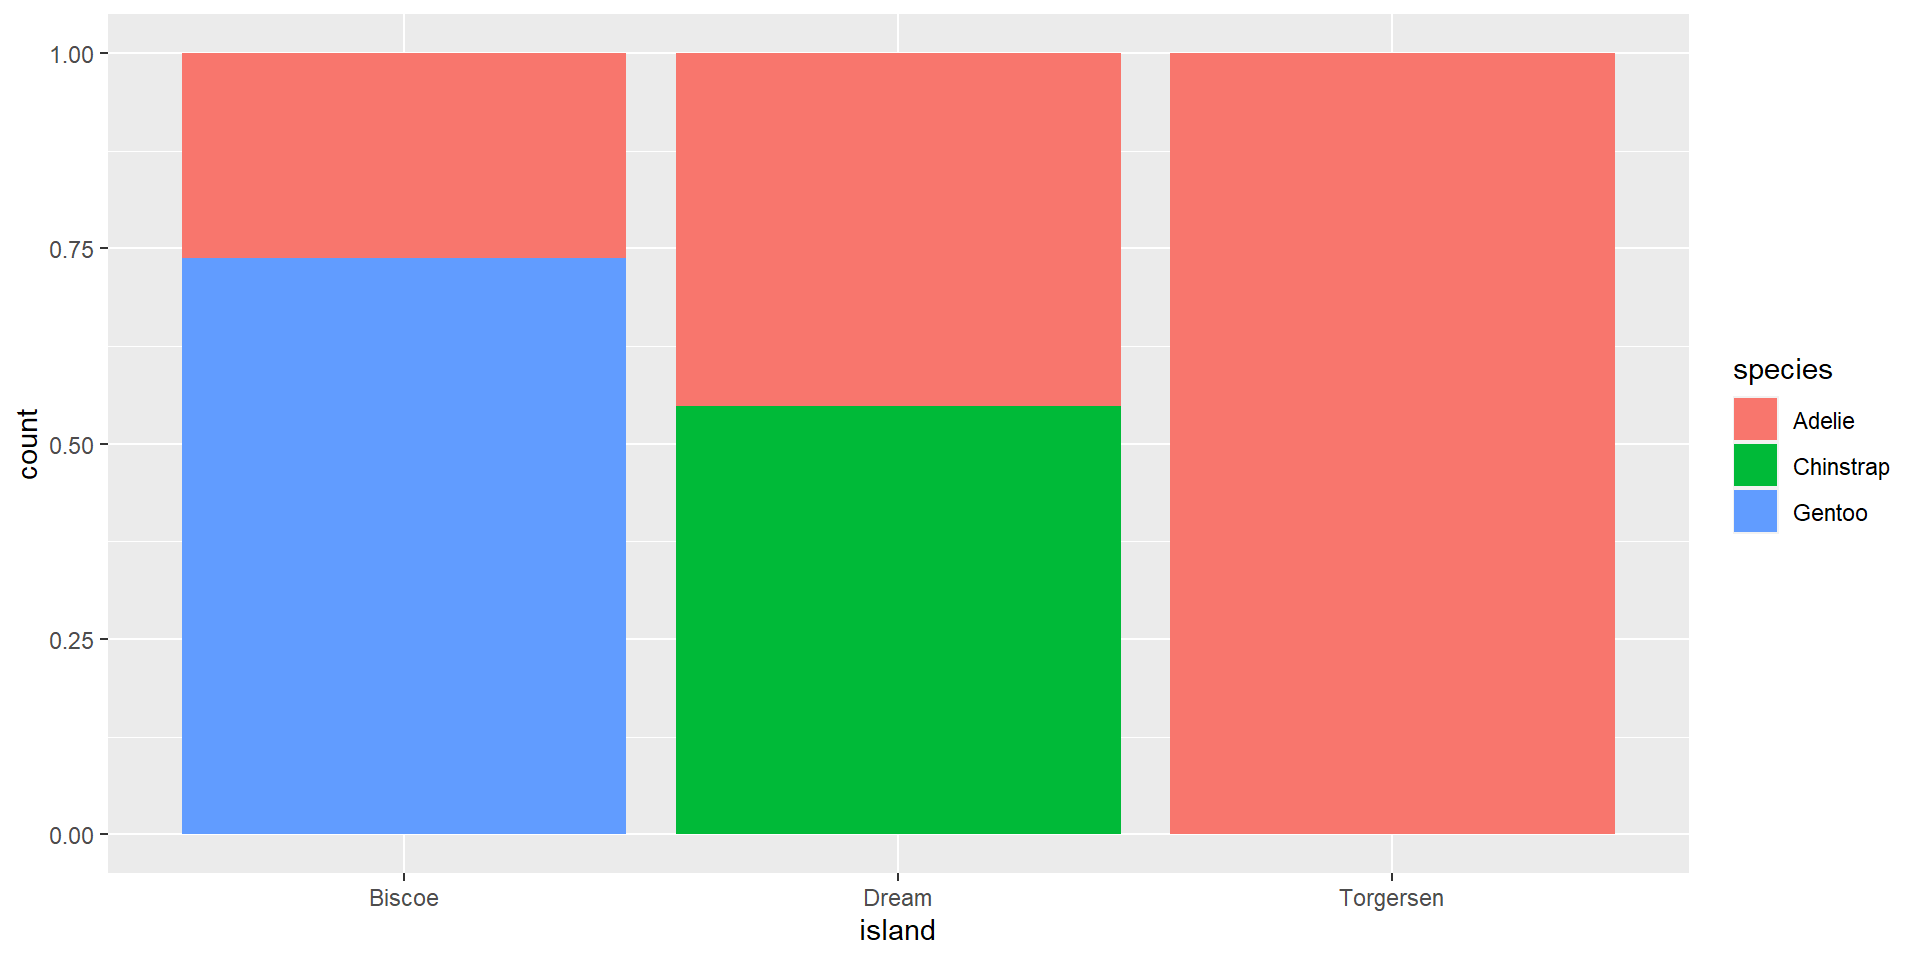 1.00
0.75
0.50
0.25
0.00
count
Biscoe
Dream
Torgersen
island
species
Adelie
Chinstrap
Gentoo